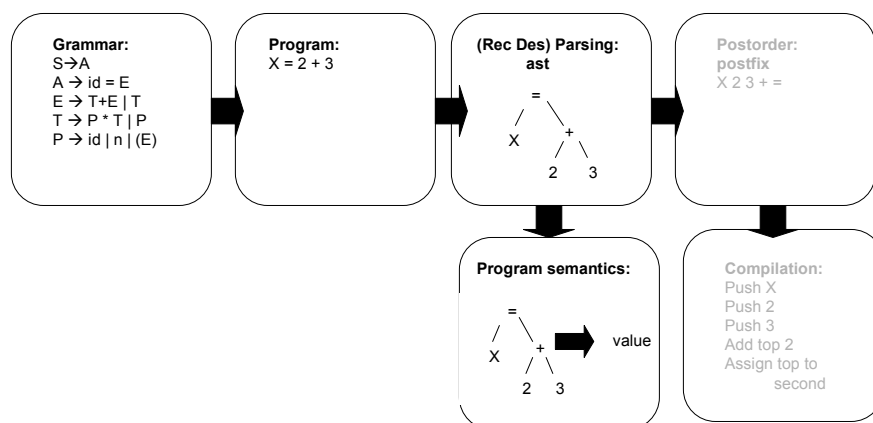 Grammar:
S→A
A → id = E
E → T+E | T
T → P * T | P
P → id | n | (E)
Program:
X = 2 + 3
(Rec Des) Parsing:
ast
=
X
+
2 3
Postorder:
postfix
X 2 3 + =
Program semantics:
=
X
+
2 3
value
Compilation:
Push X
Push 2
Push 3
Add top 2
Assign top to
second